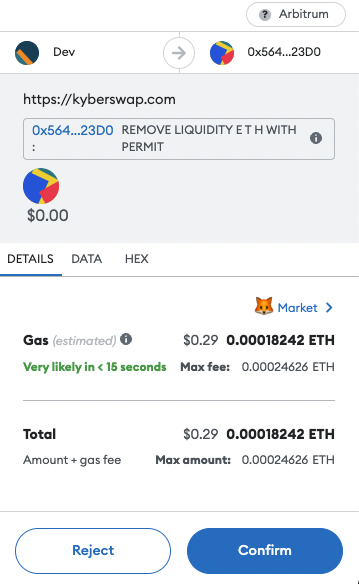 Arbitrum
Dev
0x564...23D0
https://kyberswap.com
0x564...23D0 REMOVE LIQUIDITY E T H WITH
: PERMIT
$0.00
DETAILS DATA HEX
Market >
Gas (estimated) $0.29 0.00018242 ETH
Very likely in < 15 seconds Max fee: 0.00024626 ETH
Total $0.29 0.00018242 ETH
Amount + gas fee Max amount: 0.00024626 ETH
Reject Confirm